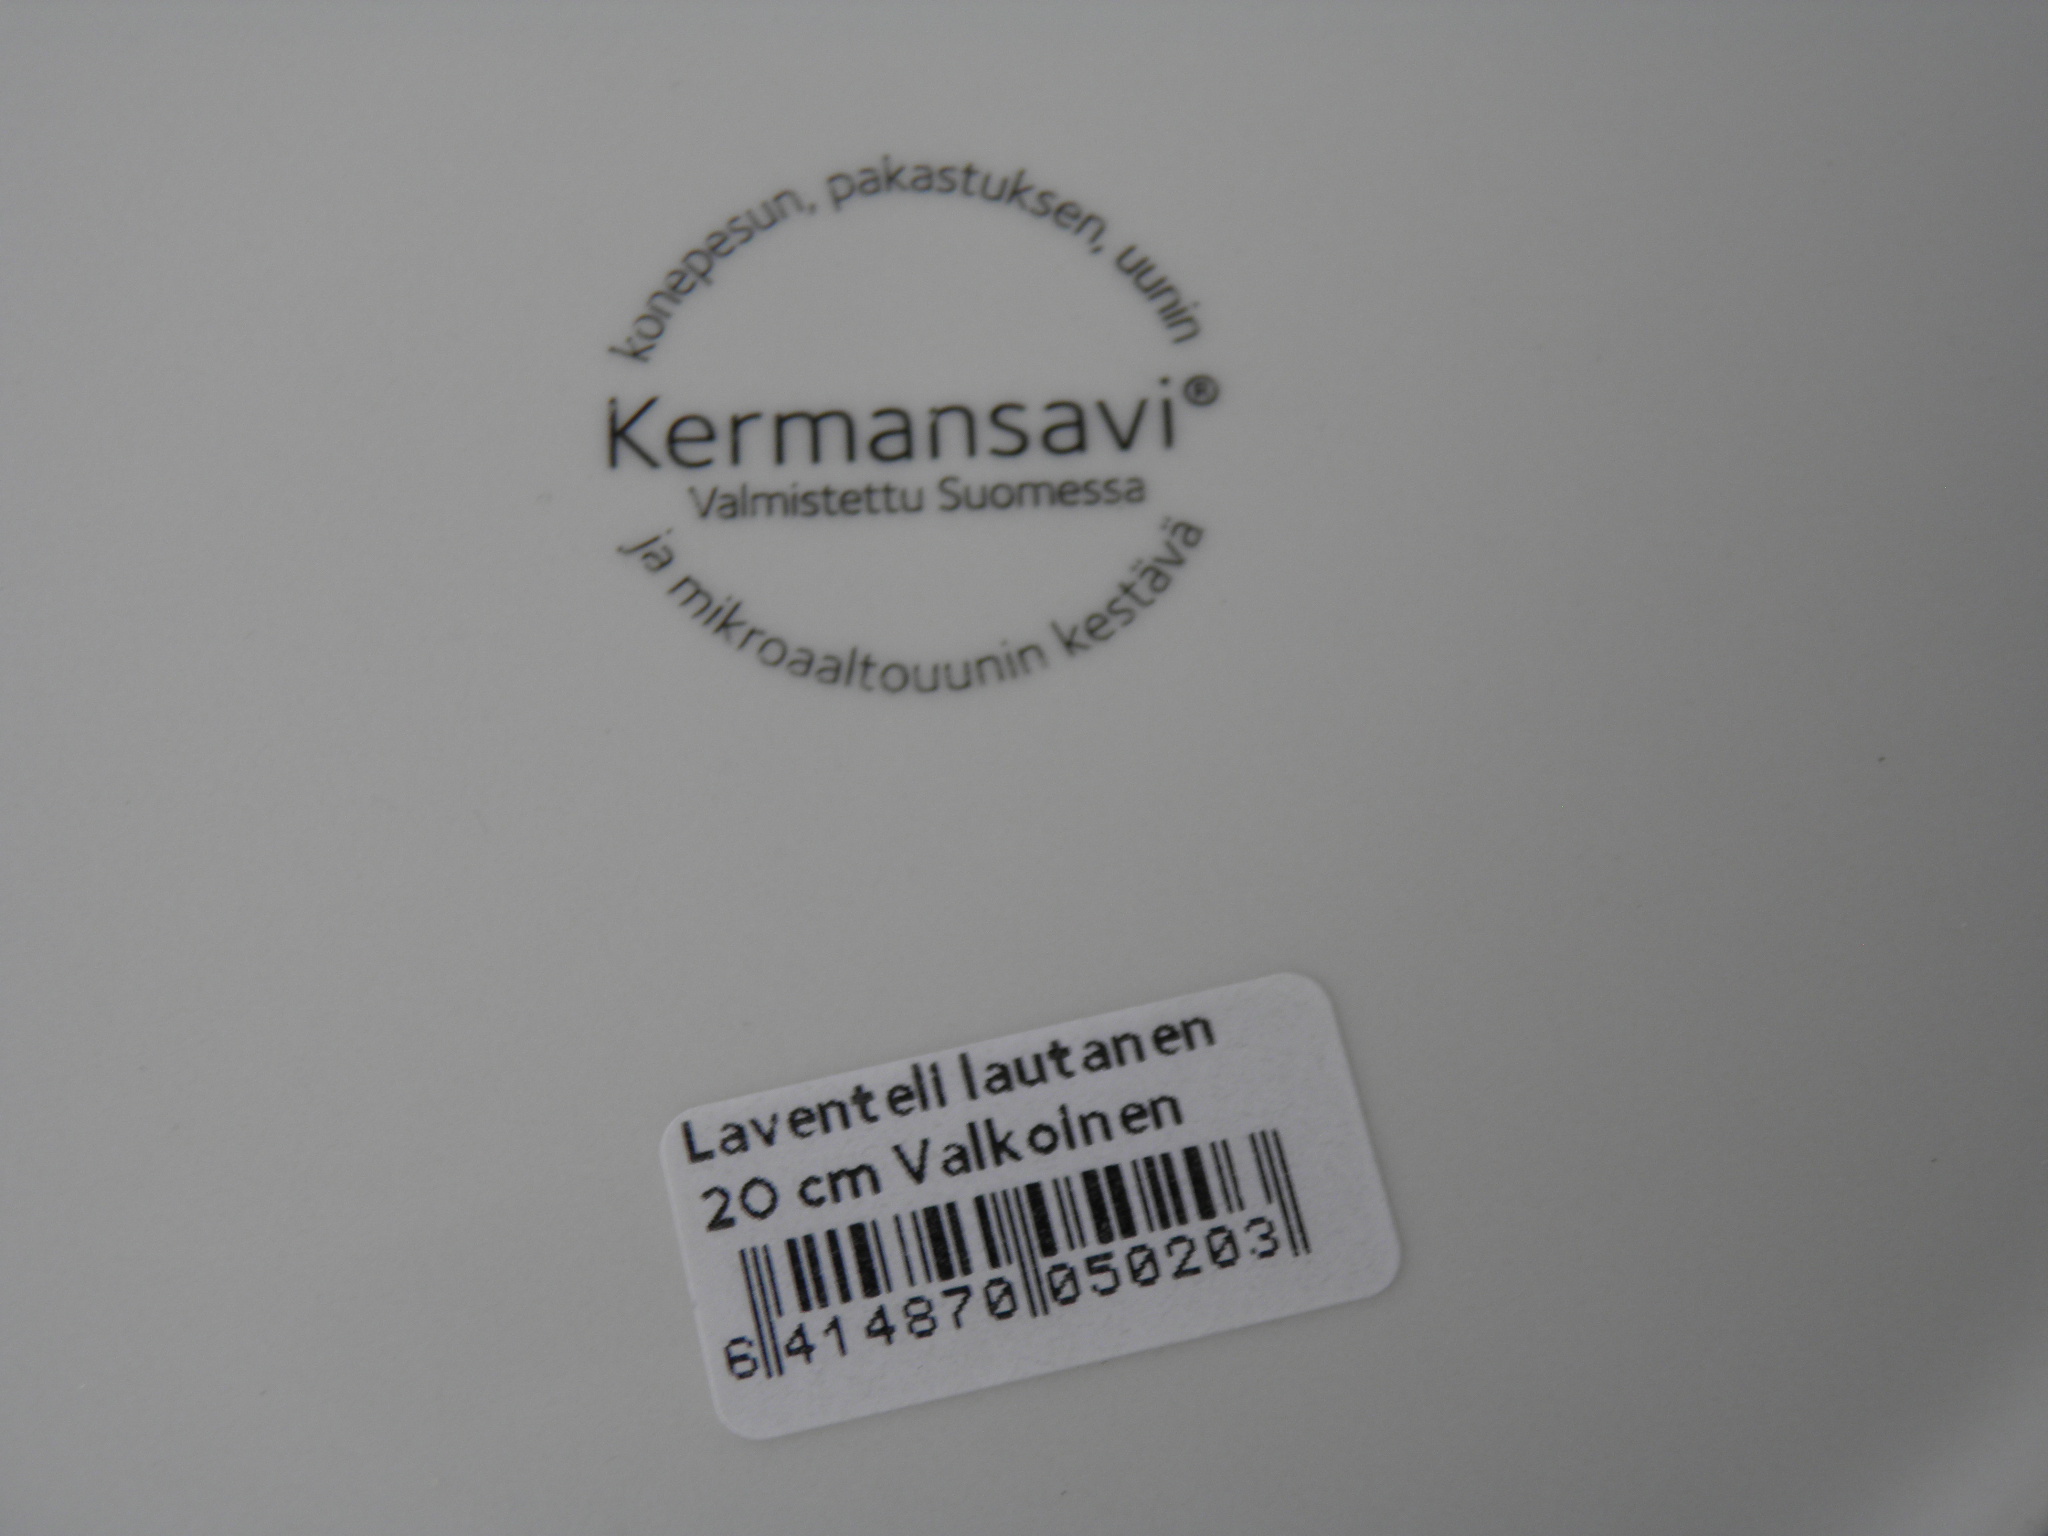 konepesun, pakastuksen, uunin
Kermansavi®
Valmistettu Suomessa
ja mikroaaltouunin kestävä
Laventeli lautanen
20 cm Valkoinen
6 414870 050203